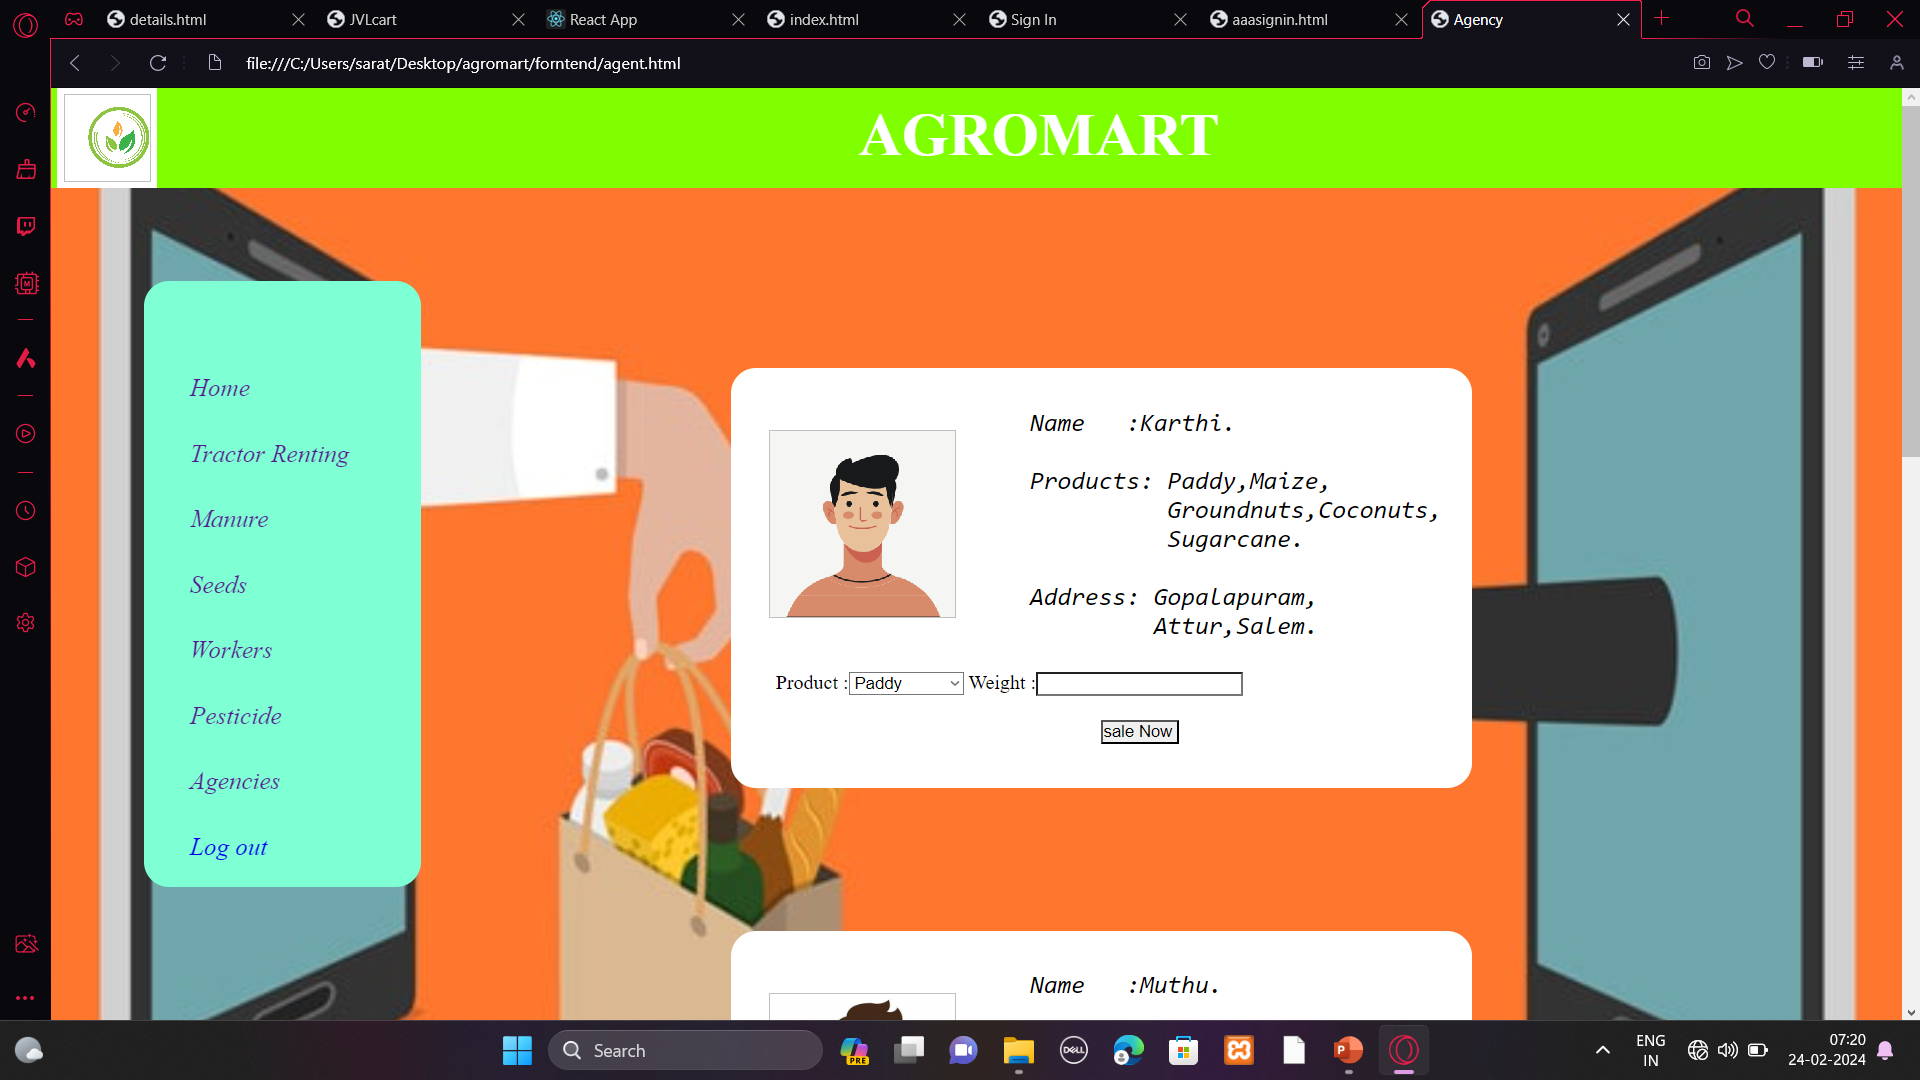 details.html
JVLcart
React App
index.html
Sign In
aaasignin.html
Agency
file:///C:/Users/sarat/Desktop/agromart/forntend/agent.html
AGROMART
Home
Tractor Renting
Manure
Seeds
Workers
Pesticide
Agencies
Log out
Name :Karthi.
Products: Paddy,Maize,
Groundnuts,Coconuts,
Sugarcane.
Address: Gopalapuram,
Attur,Salem.
Product : Paddy Weight :
sale Now
Name :Muthu.
Search
PRE
DELL
ENG
IN
07:20
24-02-2024